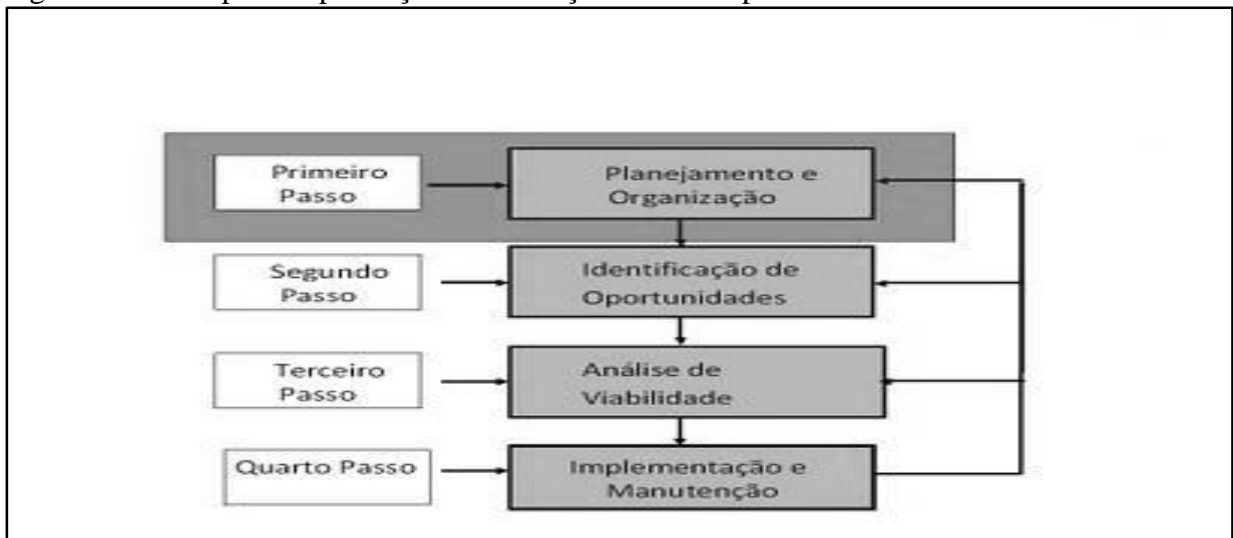 Primeiro
Passo
Planejamento e
Organização
Segundo
Passo
Identificação de
Oportunidades
Terceiro
Passo
Análise de
Viabilidade
Quarto Passo
Implementação e
Manutenção